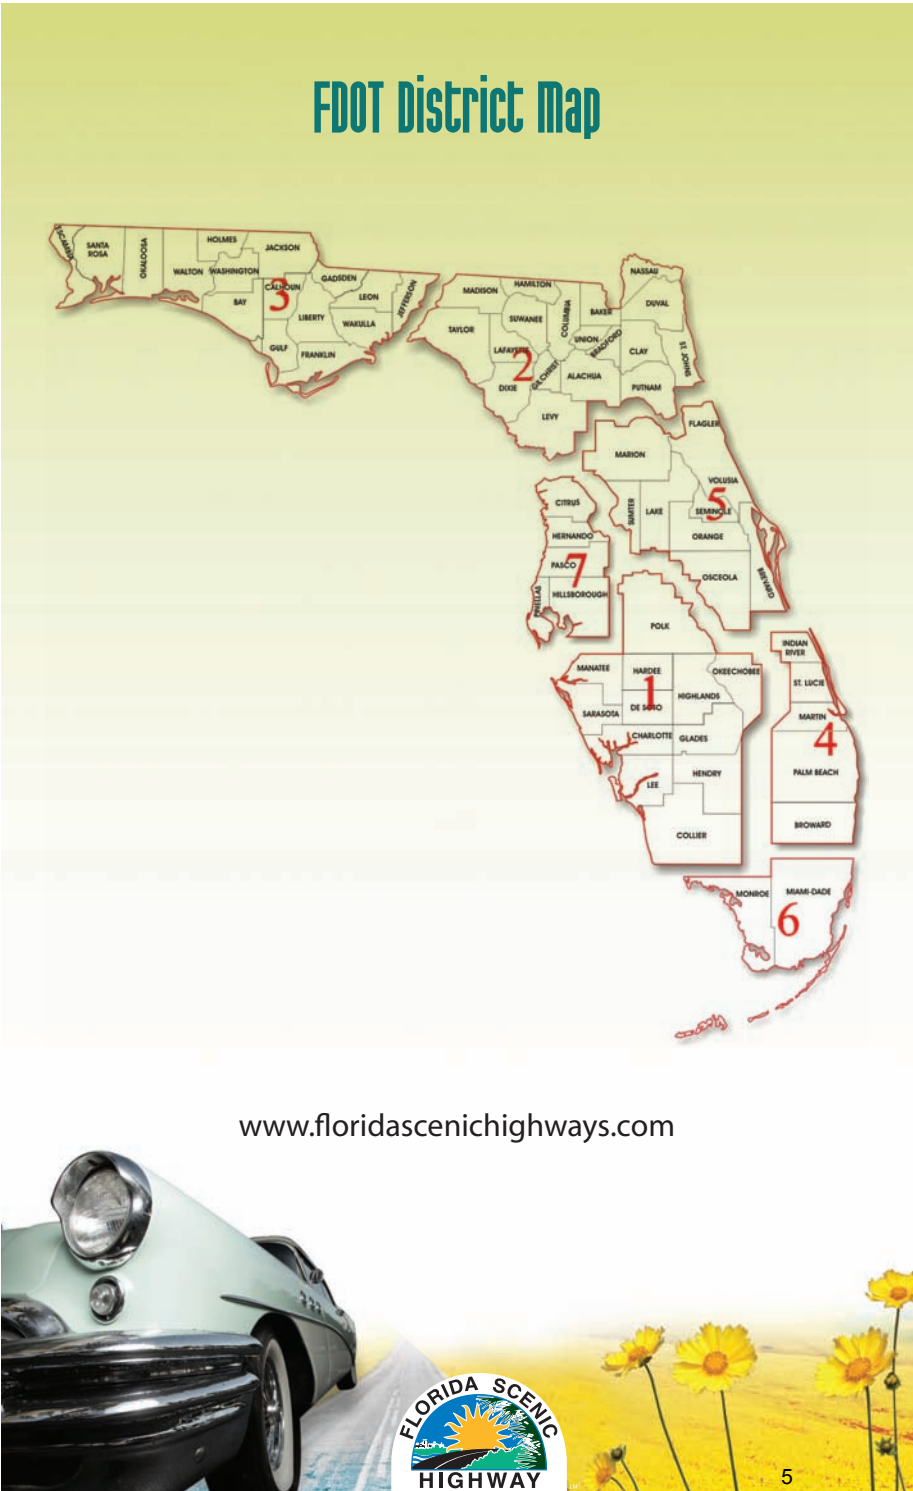 FDOT District Map
ESCAMBIA
SANTA
ROSA
OKALOOSA
WALTON
HOLMES
WASHINGTON
JACKSON
BAY
CALHOUN
3
GADSDEN
LEON
JEFFERSON
LIBERTY
WAKULLA
GULF
FRANKLIN
MADISON
HAMILTON
TAYLOR
SUWANEE
COLUMBIA
BAKER
NASSAU
DUVAL
LAFAYETTE
2
UNION
BRADFORD
CLAY
ST. JOHNS
DIXIE
GILCHRIST
ALACHUA
PUTNAM
LEVY
FLAGLER
MARION
VOLUSIA
5
SUMTER
LAKE
SEMINOLE
ORANGE
OSCEOLA
BREVARD
CITRUS
HERNANDO
PASCO
7
PINELLAS
HILLSBOROUGH
POLK
MANATEE
HARDEE
OKEECHOBEE
1
HIGHLANDS
SARASOTA
DE SOTO
CHARLOTTE
GLADES
LEE
HENDRY
COLLIER
INDIAN
RIVER
ST. LUCIE
MARTIN
4
PALM BEACH
BROWARD
MONROE
MIAMI-DADE
6
www.floridascenichighways.com
FLORIDA SCENIC
HIGHWAY
5